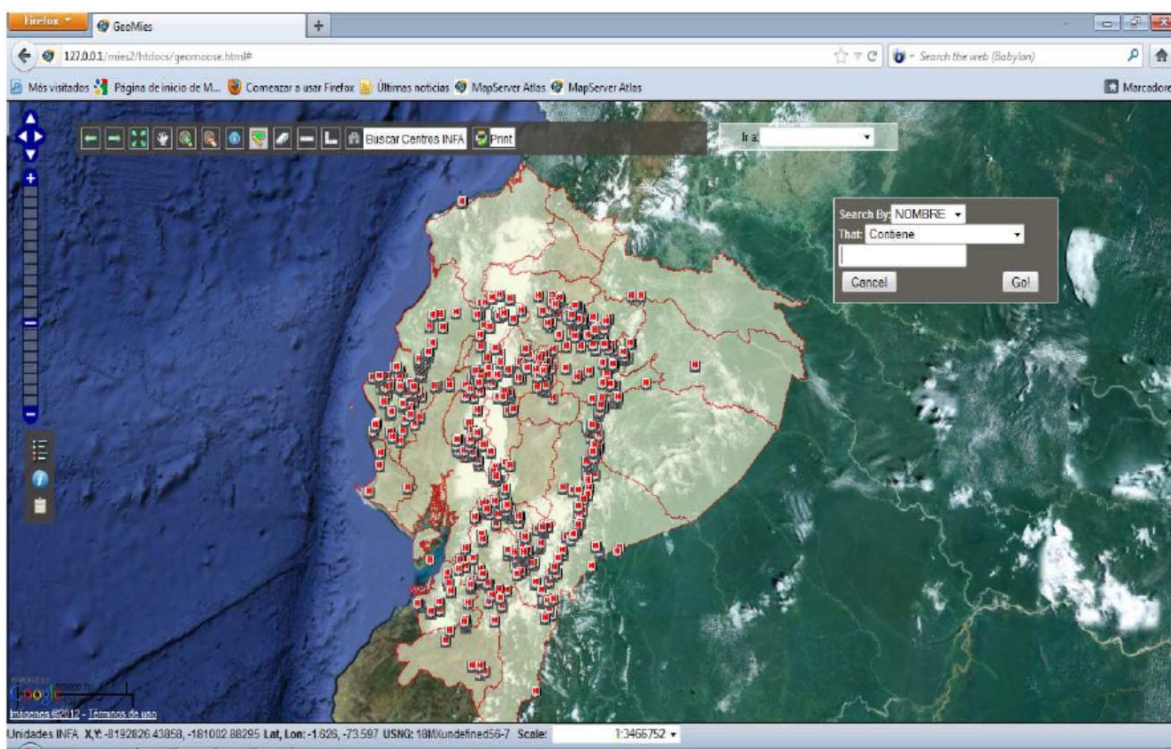 Firefox
GeoMies
127.0.0.1/mies2/htdocs/geomoose.html#
Search the web (Babylon)
Más visitados
Página de inicio de M...
Comenzar a usar Firefox
Últimas noticias
MapServer Atlas
MapServer Atlas
Marcadore
Buscar Centros INFA
Print
Ir a:
Search By: NOMBRE
That: Contiene
Cancel
Go!
Google
Imágenes ©2012 - Términos de uso
Unidades INFA X,Y: -8192826.43858, -181002.88295 Lat, Lon: -1.626, -73.597 USNG: 18MXundefined56-7 Scale: 1:3466752